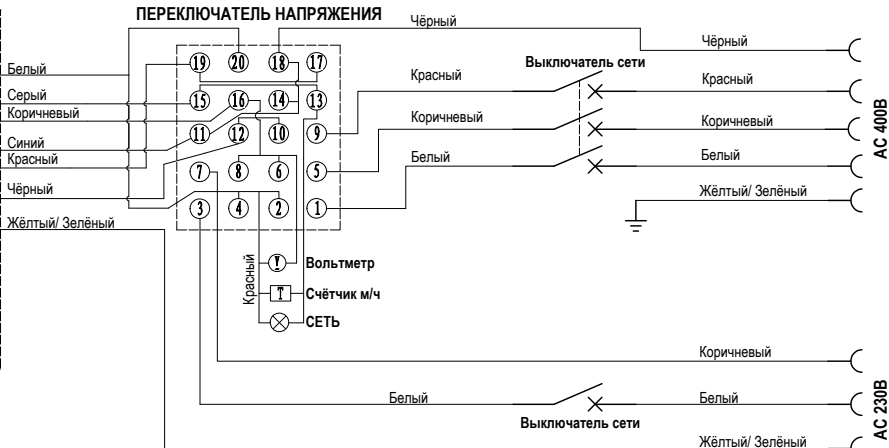 ПЕРЕКЛЮЧАТЕЛЬ НАПРЯЖЕНИЯ
Чёрный
Чёрный
Выключатель сети
Белый
19 20 18 17
Красный
Красный
Серый
15 16 14 13
Коричневый
Коричневый
Коричневый
11 12 10 9
Синий
Красный
Белый
Белый
7 8 6 5
Чёрный
Жёлтый/ Зелёный
3 4 2 1
AC 400В
Жёлтый/ Зелёный
Красный
V Вольтметр
T Счётчик м/ч
СЕТЬ
Коричневый
Белый
Белый
Выключатель сети
AC 230В
Жёлтый/ Зелёный